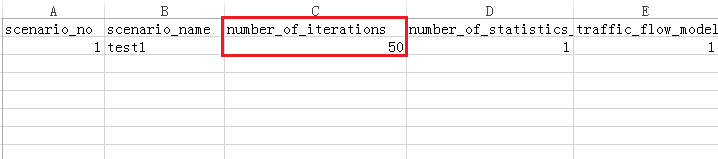 A B C D E
scenario_no scenario_name number_of_iterations number_of_statistics_ traffic_flow_model
1 test1 50 1 1